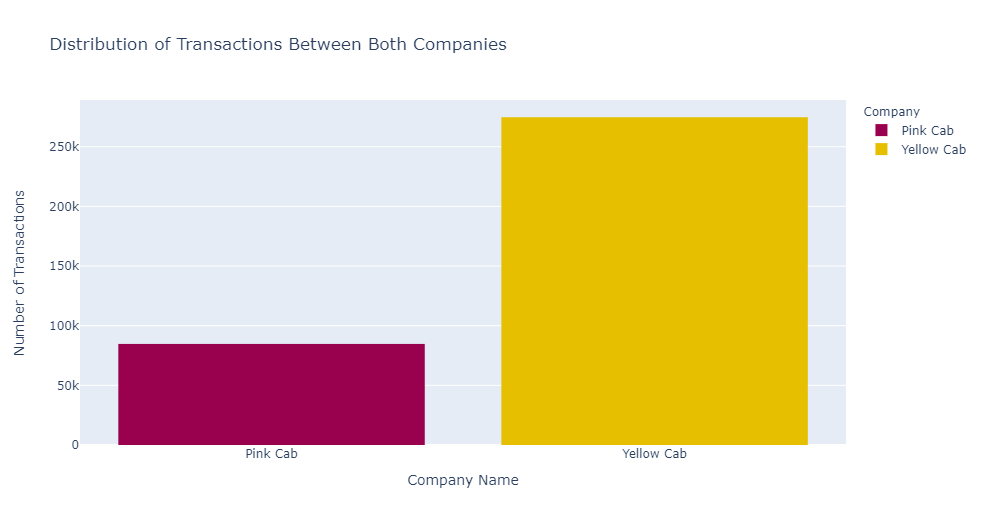 Distribution of Transactions Between Both Companies
Company
Pink Cab
Yellow Cab
Number of Transactions
250k
200k
150k
100k
50k
0
Pink Cab
Yellow Cab
Company Name